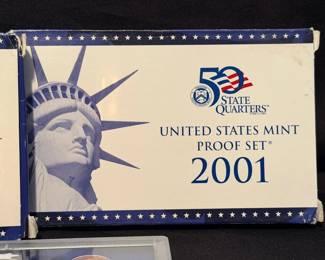 50
STATE
QUARTERS
UNITED STATES MINT
PROOF SET®
2001